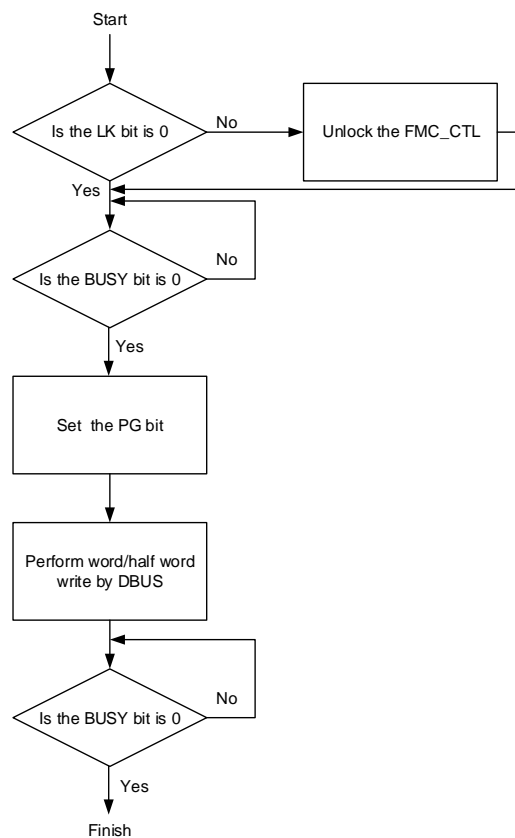 Start
Is the LK bit is 0
No
Unlock the FMC_CTL
Yes
Is the BUSY bit is 0
No
Yes
Set the PG bit
Perform word/half word
write by DBUS
Is the BUSY bit is 0
No
Yes
Finish